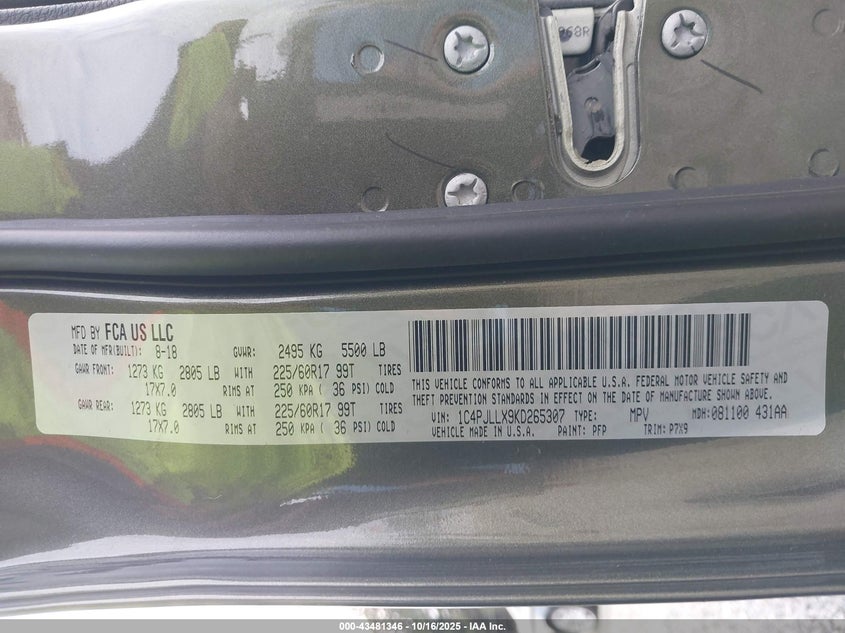 868R
MFD BY FCA US LLC
DATE OF MFR(BUILT): 8-18 GVWR: 2495 KG 5500 LB
GAWR FRONT: 1273 KG 2805 LB WITH 225/60R17 99T TIRES
17X7.0 RIMS AT 250 KPA ( 36 PSI) COLD
GAWR REAR: 1273 KG 2805 LB WITH 225/60R17 99T TIRES
17X7.0 RIMS AT 250 KPA ( 36 PSI) COLD
THIS VEHICLE CONFORMS TO ALL APPLICABLE U.S.A. FEDERAL MOTOR VEHICLE SAFETY AND
THEFT PREVENTION STANDARDS IN EFFECT ON THE DATE OF MANUFACTURE SHOWN ABOVE.
VIN: 1C4PJLLX9KD265307 TYPE: MPV MDH: 081100 431AA
VEHICLE MADE IN U.S.A. PAINT: PFP TRIM: P7X9
000-43481346 - 10/16/2025 - IAA Inc.